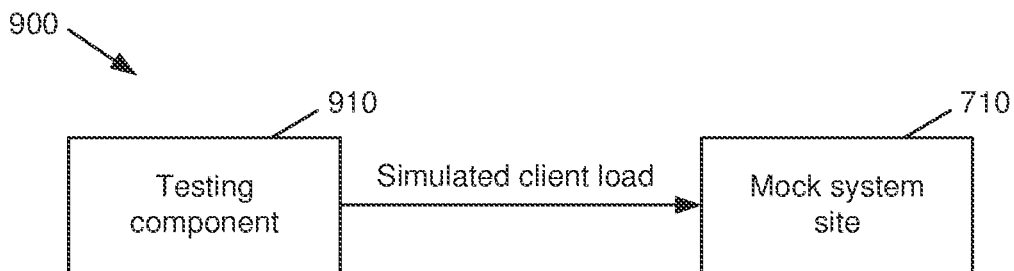 900
910
710
Testing
component
Simulated client load
Mock system
site